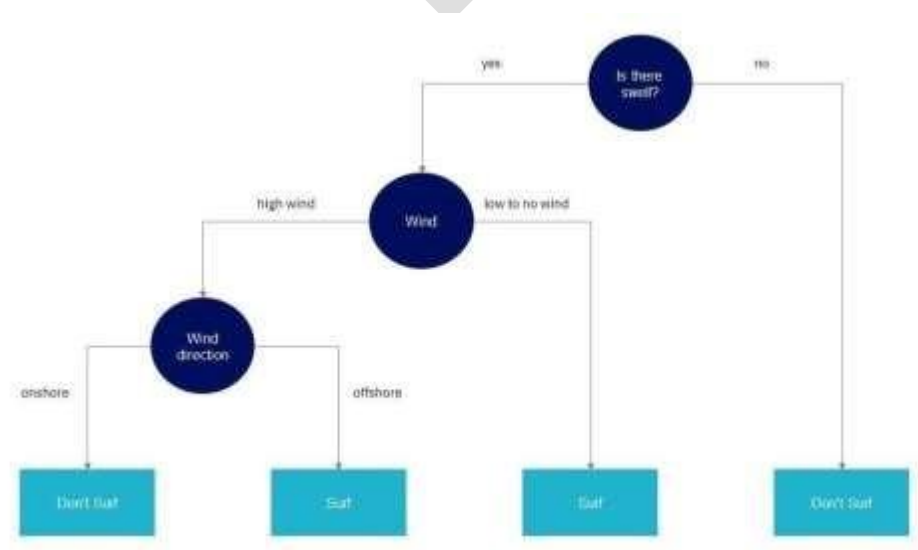 yes
Is there
swell?
no
high wind
Wind
low to no wind
Wind
direction
onshore
offshore
Don't Surf
Surf
Surf
Don't Surf